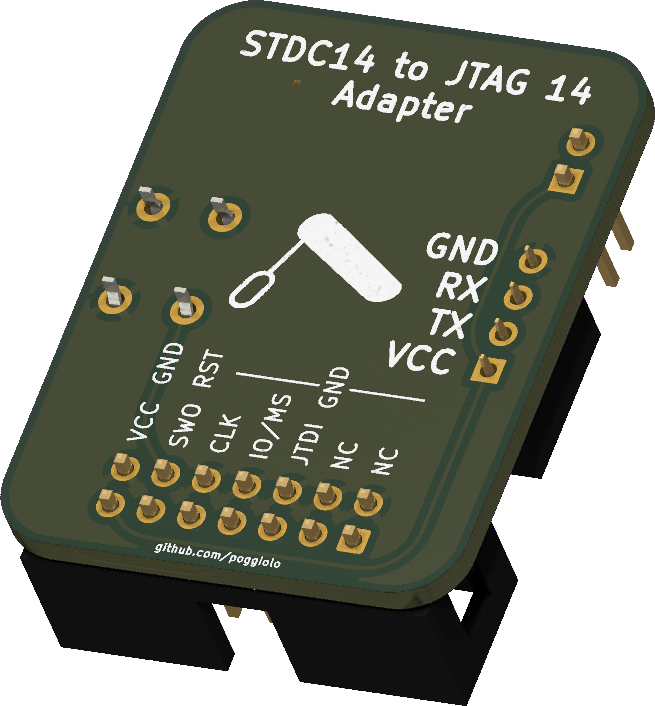 STDC14 to JTAG 14
Adapter
GND
RX
TX
VCC
VCC
GND
SWO
RST
CLK
IO/MS
JTDI
GND
NC
NC
github.com/pogglolo